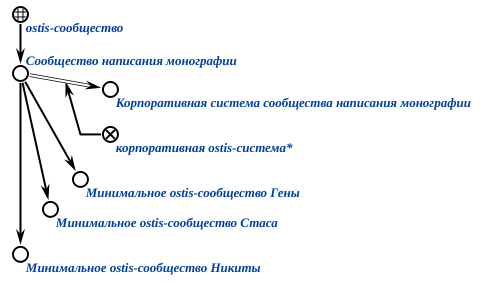 ostis-сообщество
Сообщество написания монографии
Корпоративная система сообщества написания монографии
корпоративная ostis-система*
Минимальное ostis-сообщество Гены
Минимальное ostis-сообщество Стаса
Минимальное ostis-сообщество Никиты